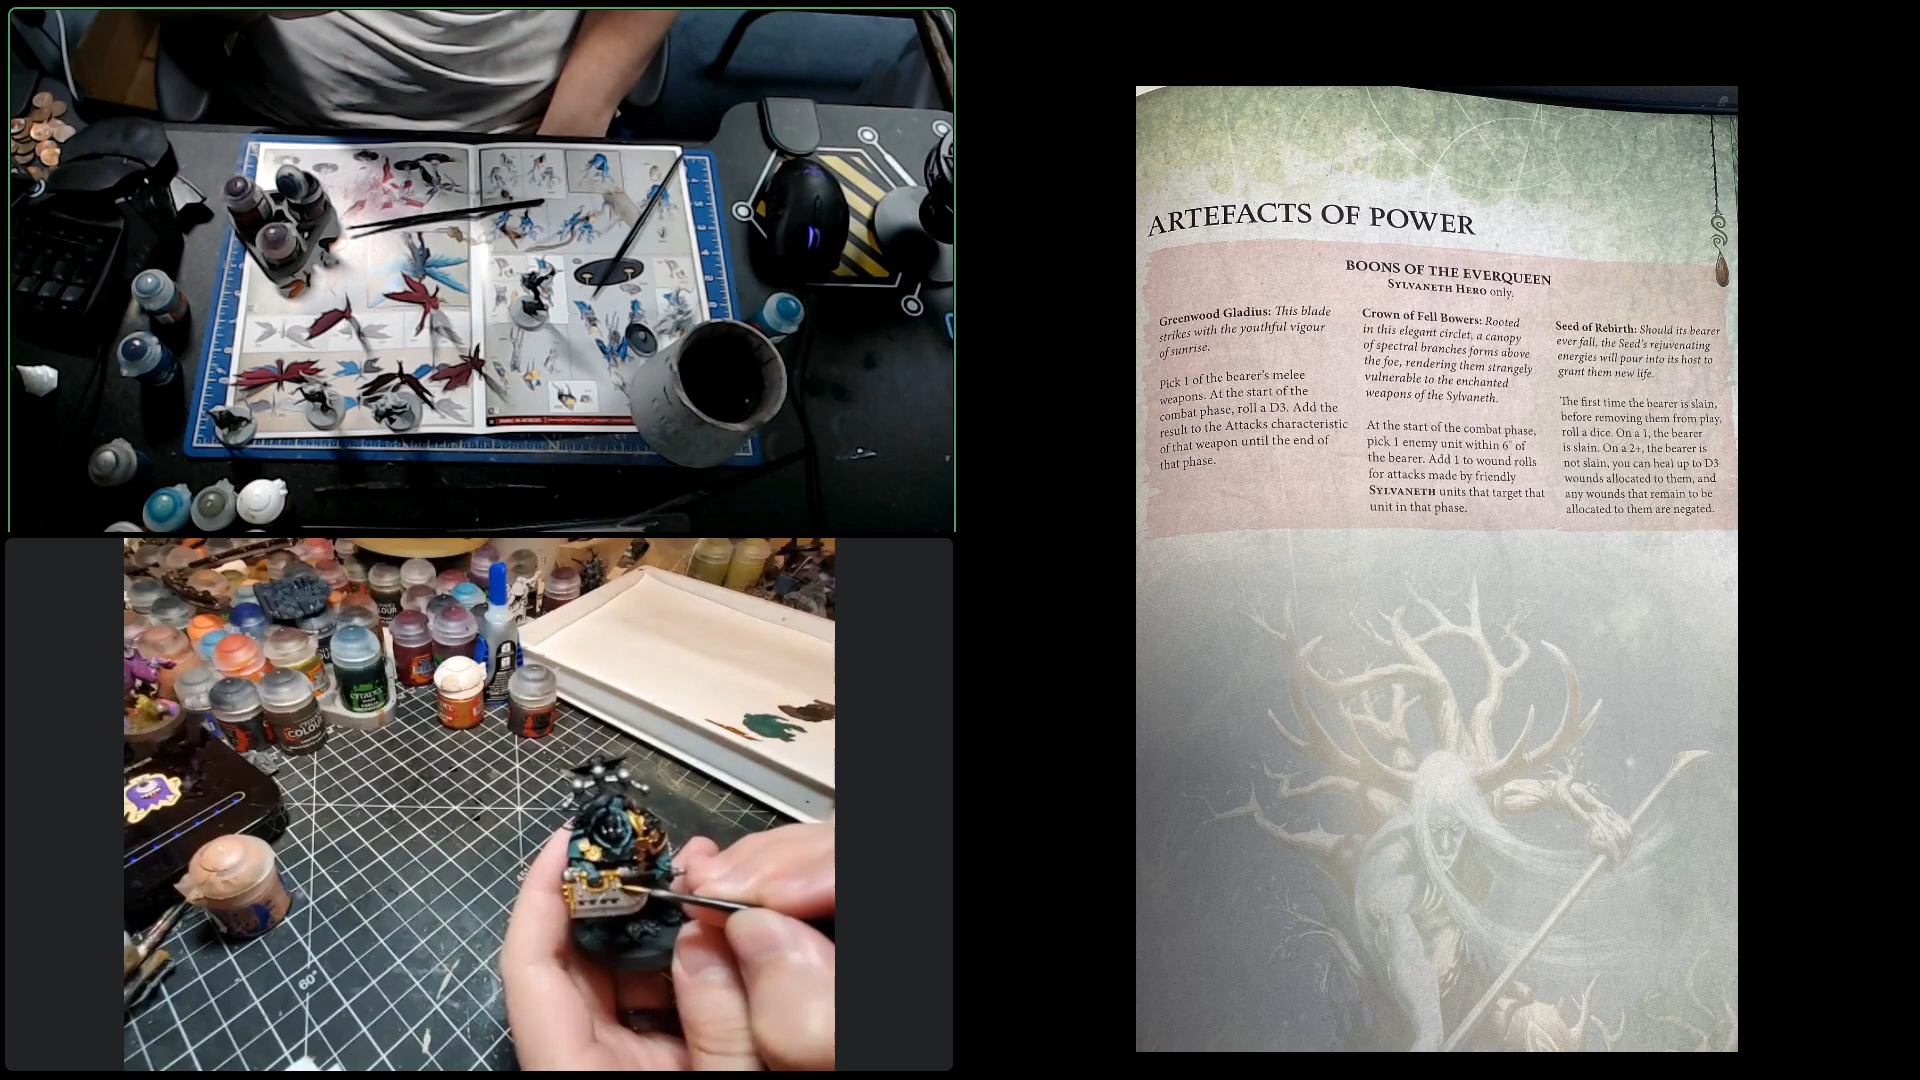 ARTEFACTS OF POWER
BOONS OF THE EVERQUEEN
SYLVANETH HERO only.
Greenwood Gladius: This blade
strikes with the youthful vigour
of sunrise.
Pick 1 of the bearer's melee
weapons. At the start of the
combat phase, roll a D3. Add the
result to the Attacks characteristic
of that weapon until the end of
that phase.
Crown of Fell Bowers: Rooted
in this elegant circlet, a canopy
of spectral branches forms above
the foe, rendering them strangely
vulnerable to the enchanted
weapons of the Sylvaneth.
At the start of the combat phase,
pick 1 enemy unit within 6" of
the bearer. Add 1 to wound rolls
for attacks made by friendly
SYLVANETH units that target that
unit in that phase.
Seed of Rebirth: Should its bearer
ever fall, the Seed's rejuvenating
energies will pour into its host to
grant them new life.
The first time the bearer is slain,
before removing them from play,
roll a dice. On a 1, the bearer
is slain. On a 2+, the bearer is
not slain, you can heal up to D3
wounds allocated to them, and
any wounds that remain to be
allocated to them are negated.
CITADEL
COLOUR
60°